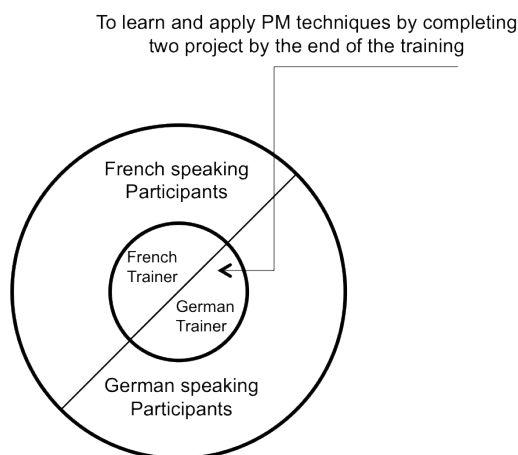 To learn and apply PM techniques by completing
two project by the end of the training
French speaking
Participants
French
Trainer
German
Trainer
German speaking
Participants